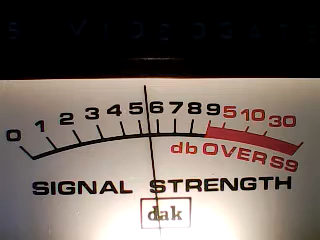 0 1 2 3 4 5 6 7 8 9 5 10 30
db OVER S9
SIGNAL STRENGTH
dak